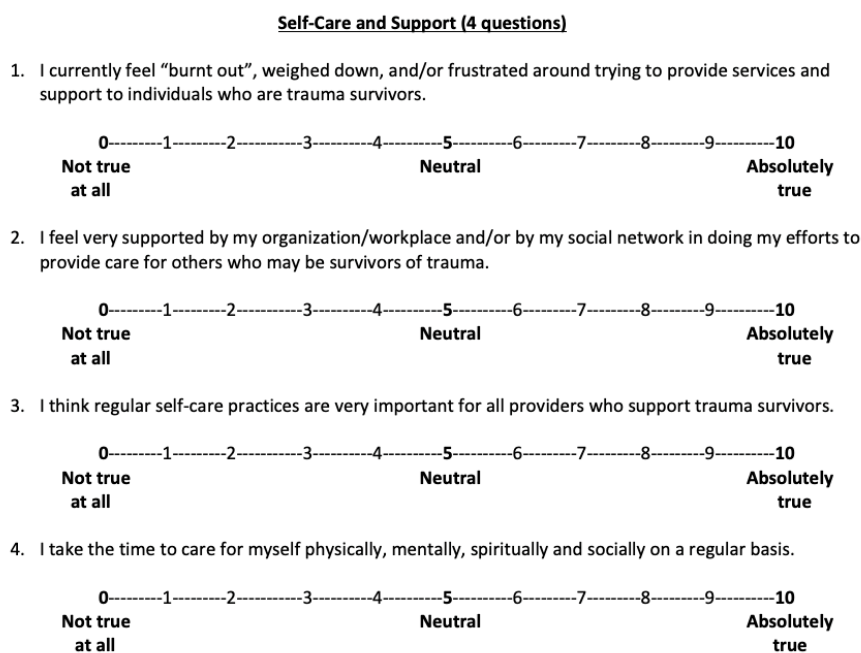 Self-Care and Support (4 questions)
1. I currently feel “burnt out”, weighed down, and/or frustrated around trying to provide services and
support to individuals who are trauma survivors.
0---------1---------2-----------3----------4----------5----------6---------7---------8---------9----------10
Not true Neutral Absolutely
at all true
2. I feel very supported by my organization/workplace and/or by my social network in doing my efforts to
provide care for others who may be survivors of trauma.
0---------1---------2-----------3----------4----------5----------6---------7---------8---------9----------10
Not true Neutral Absolutely
at all true
3. I think regular self-care practices are very important for all providers who support trauma survivors.
0---------1---------2-----------3----------4----------5----------6---------7---------8---------9----------10
Not true Neutral Absolutely
at all true
4. I take the time to care for myself physically, mentally, spiritually and socially on a regular basis.
0---------1---------2-----------3----------4----------5----------6---------7---------8---------9----------10
Not true Neutral Absolutely
at all true